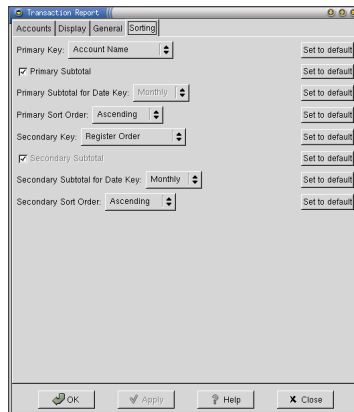 Transaction Report
Accounts Display General Sorting
Primary Key: Account Name Set to default
Primary Subtotal Set to default
Primary Subtotal for Date Key: Monthly Set to default
Primary Sort Order: Ascending Set to default
Secondary Key: Register Order Set to default
Secondary Subtotal Set to default
Secondary Subtotal for Date Key: Monthly Set to default
Secondary Sort Order: Ascending Set to default
OK Apply Help Close